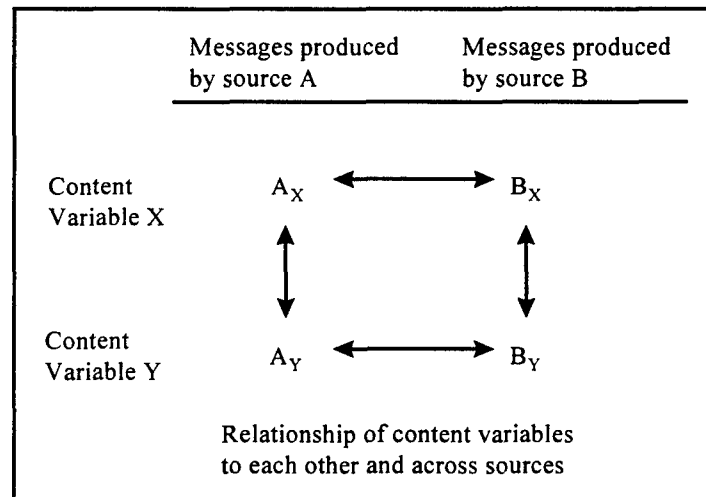 Messages produced Messages produced
by source A by source B
Content
Variable X
A_X B_X
Content
Variable Y
A_Y B_Y
Relationship of content variables
to each other and across sources